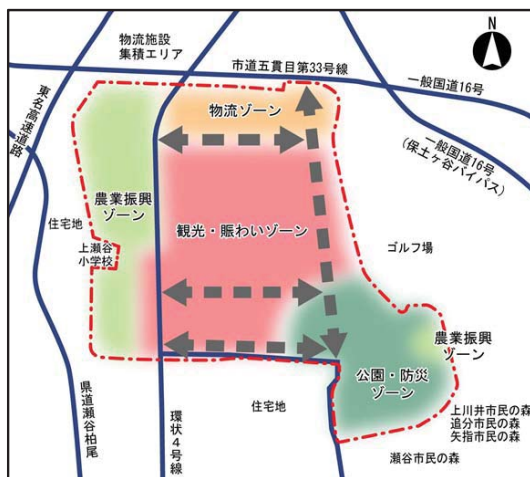 N
物流施設
集積エリア
市道五貫目第33号線
一般国道16号
東名高速道路
物流ゾーン
一般国道16号
(保土ヶ谷バイパス)
農業振興
ゾーン
住宅地
観光・賑わいゾーン
上瀬谷
小学校
ゴルフ場
農業振興
ゾーン
公園・防災
ゾーン
県道瀬谷柏尾
環状4号線
住宅地
上川井市民の森
追分市民の森
矢指市民の森
瀬谷市民の森